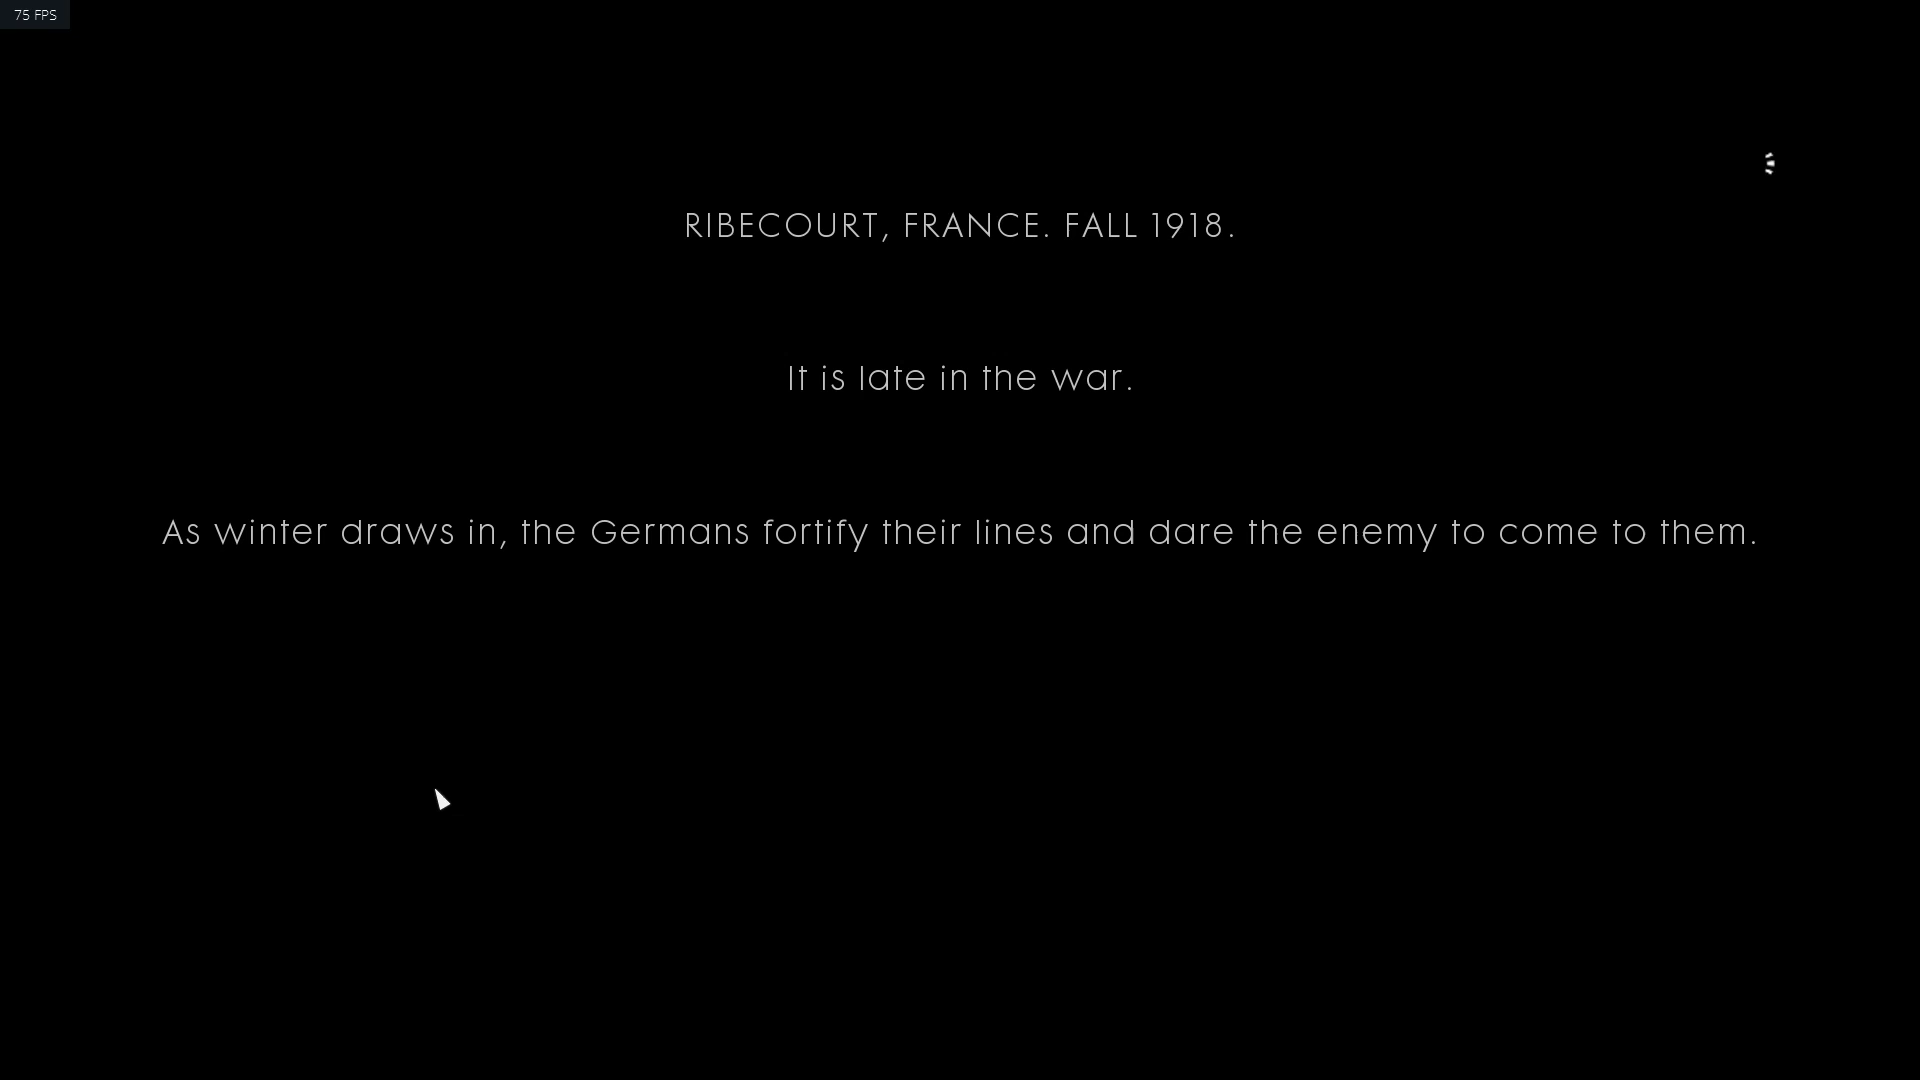 75 FPS
RIBECOURT, FRANCE. FALL 1918.
It is late in the war.
As winter draws in, the Germans fortify their lines and dare the enemy to come to them.